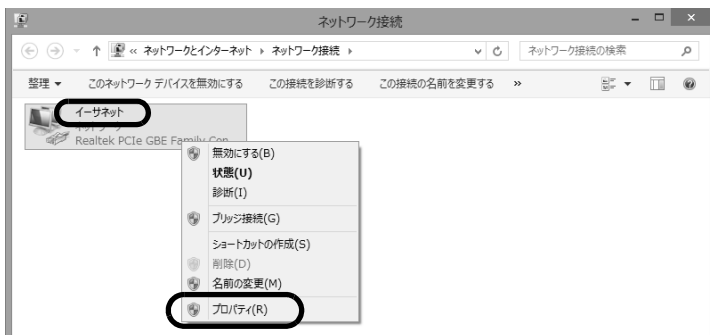 ネットワーク接続
« ネットワークとインターネット ▸ ネットワーク接続 ▸
ネットワーク接続の検索
整理 ▼ このネットワーク デバイスを無効にする この接続を診断する この接続の名前を変更する »
イーサネット
ネットワーク
Realtek PCIe GBE Family Con...
無効にする(B)
状態(U)
診断(I)
ブリッジ接続(G)
ショートカットの作成(S)
削除(D)
名前の変更(M)
プロパティ(R)